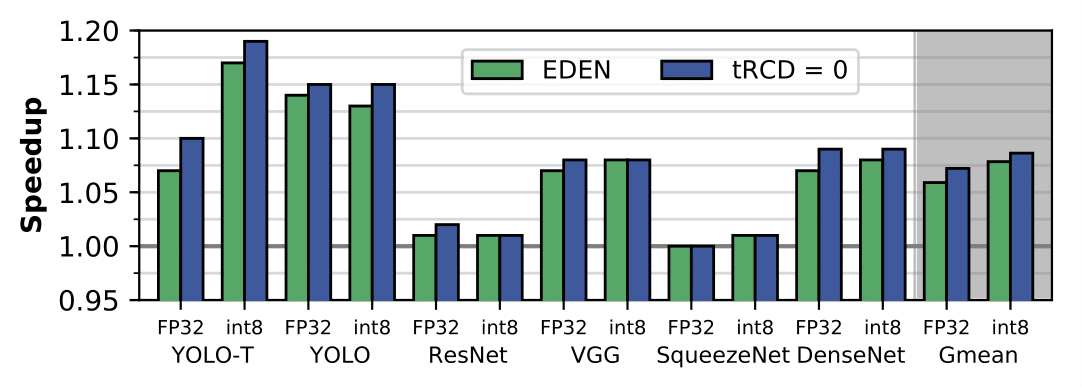 Speedup
1.20
1.15
1.10
1.05
1.00
0.95
EDEN tRCD = 0
FP32 int8 FP32 int8 FP32 int8 FP32 int8 FP32 int8 FP32 int8 FP32 int8
YOLO-T YOLO ResNet VGG SqueezeNet DenseNet Gmean